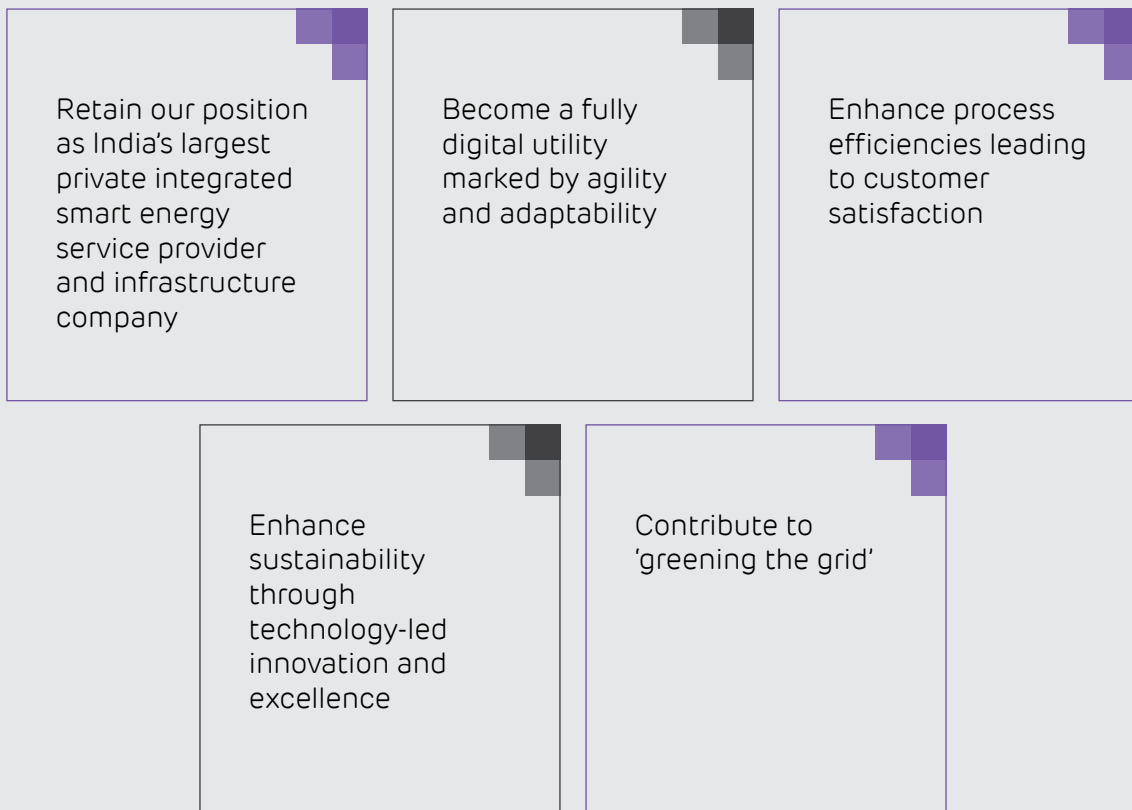 Retain our position
as India’s largest
private integrated
smart energy
service provider
and infrastructure
company
Become a fully
digital utility
marked by agility
and adaptability
Enhance process
efficiencies leading
to customer
satisfaction
Enhance
sustainability
through
technology-led
innovation and
excellence
Contribute to
‘greening the grid’